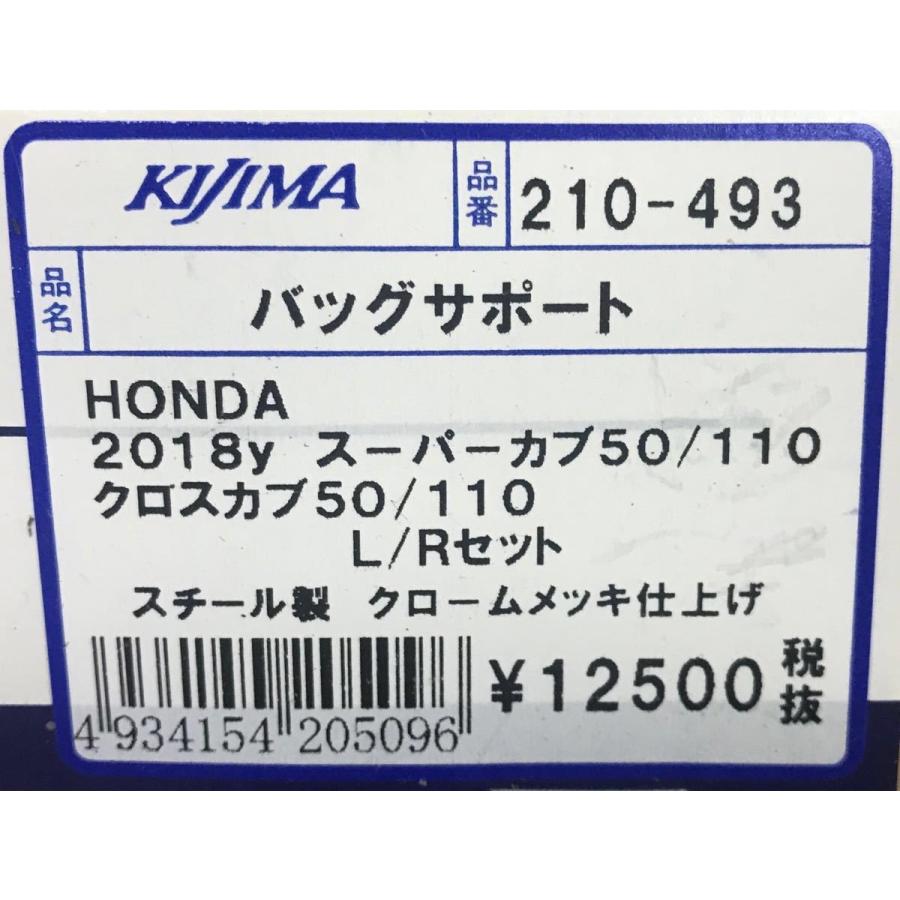 KIJIMA 品番 210-493
品名 バッグサポート
HONDA
2018y スーパーカブ50/110
クロスカブ50/110
L/Rセット
スチール製 クロームメッキ仕上げ
¥12500 税抜
4 934154 205096